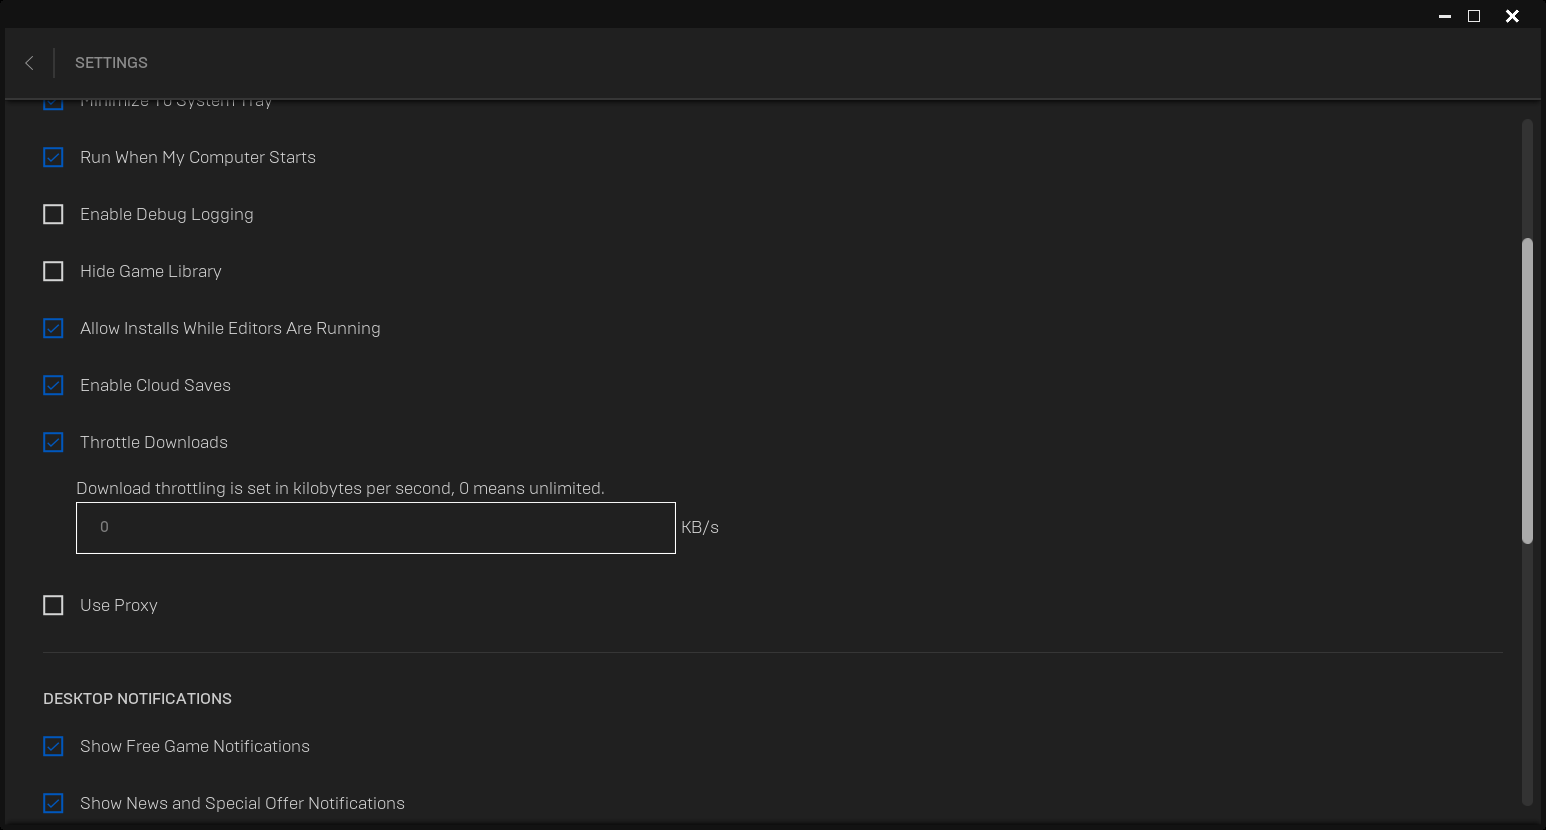 SETTINGS
Minimize To System Tray
Run When My Computer Starts
Enable Debug Logging
Hide Game Library
Allow Installs While Editors Are Running
Enable Cloud Saves
Throttle Downloads
Download throttling is set in kilobytes per second, 0 means unlimited.
0 KB/s
Use Proxy
DESKTOP NOTIFICATIONS
Show Free Game Notifications
Show News and Special Offer Notifications